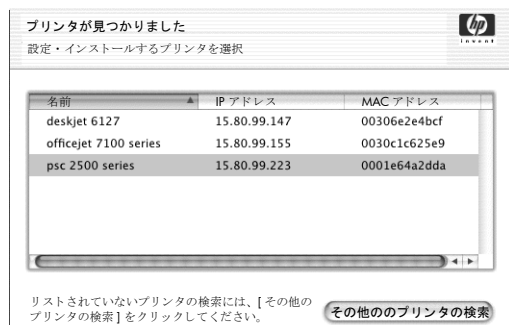 プリンタが見つかりました
設定・インストールするプリンタを選択
hp
invent
名前 IP アドレス MAC アドレス
deskjet 6127 15.80.99.147 00306e2e4bcf
officejet 7100 series 15.80.99.155 0030c1c625e9
psc 2500 series 15.80.99.223 0001e64a2dda
リストされていないプリンタの検索には、[ その他の
プリンタの検索 ] をクリックしてください。
その他ののプリンタの検索